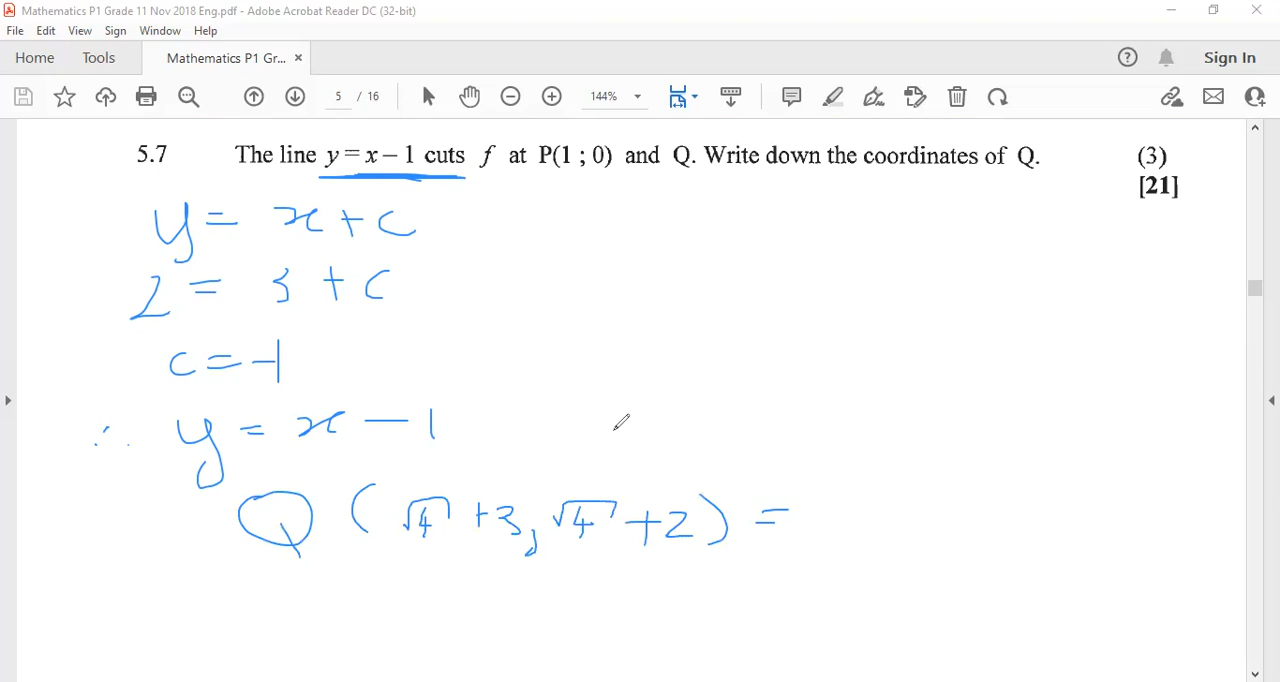 Mathematics P1 Grade 11 Nov 2018 Eng.pdf - Adobe Acrobat Reader DC (32-bit)
File Edit View Sign Window Help
Home Tools Mathematics P1 Gr... × Sign In
5 / 16 144%
5.7 The line y = x – 1 cuts f at P(1 ; 0) and Q. Write down the coordinates of Q. (3)
[21]
y = x + c
2 = 3 + c
c = -1
∴ y = x - 1
Q (√4 + 3, √4 + 2) =